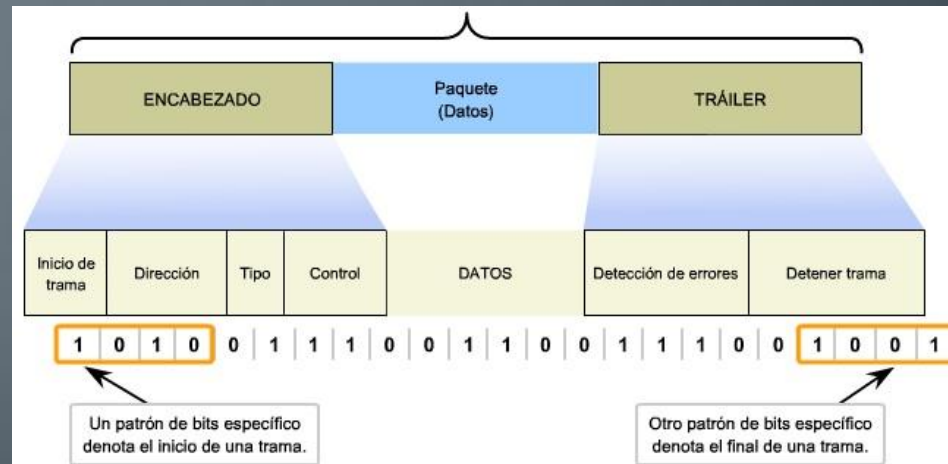 ENCABEZADO
Paquete
(Datos)
TRÁILER
Inicio de
trama
Dirección
Tipo
Control
DATOS
Detección de errores
Detener trama
1 0 1 0 0 1 1 1 0 0 1 1 0 0 1 1 1 0 0 1 0 0 1
Un patrón de bits específico
denota el inicio de una trama.
Otro patrón de bits específico
denota el final de una trama.